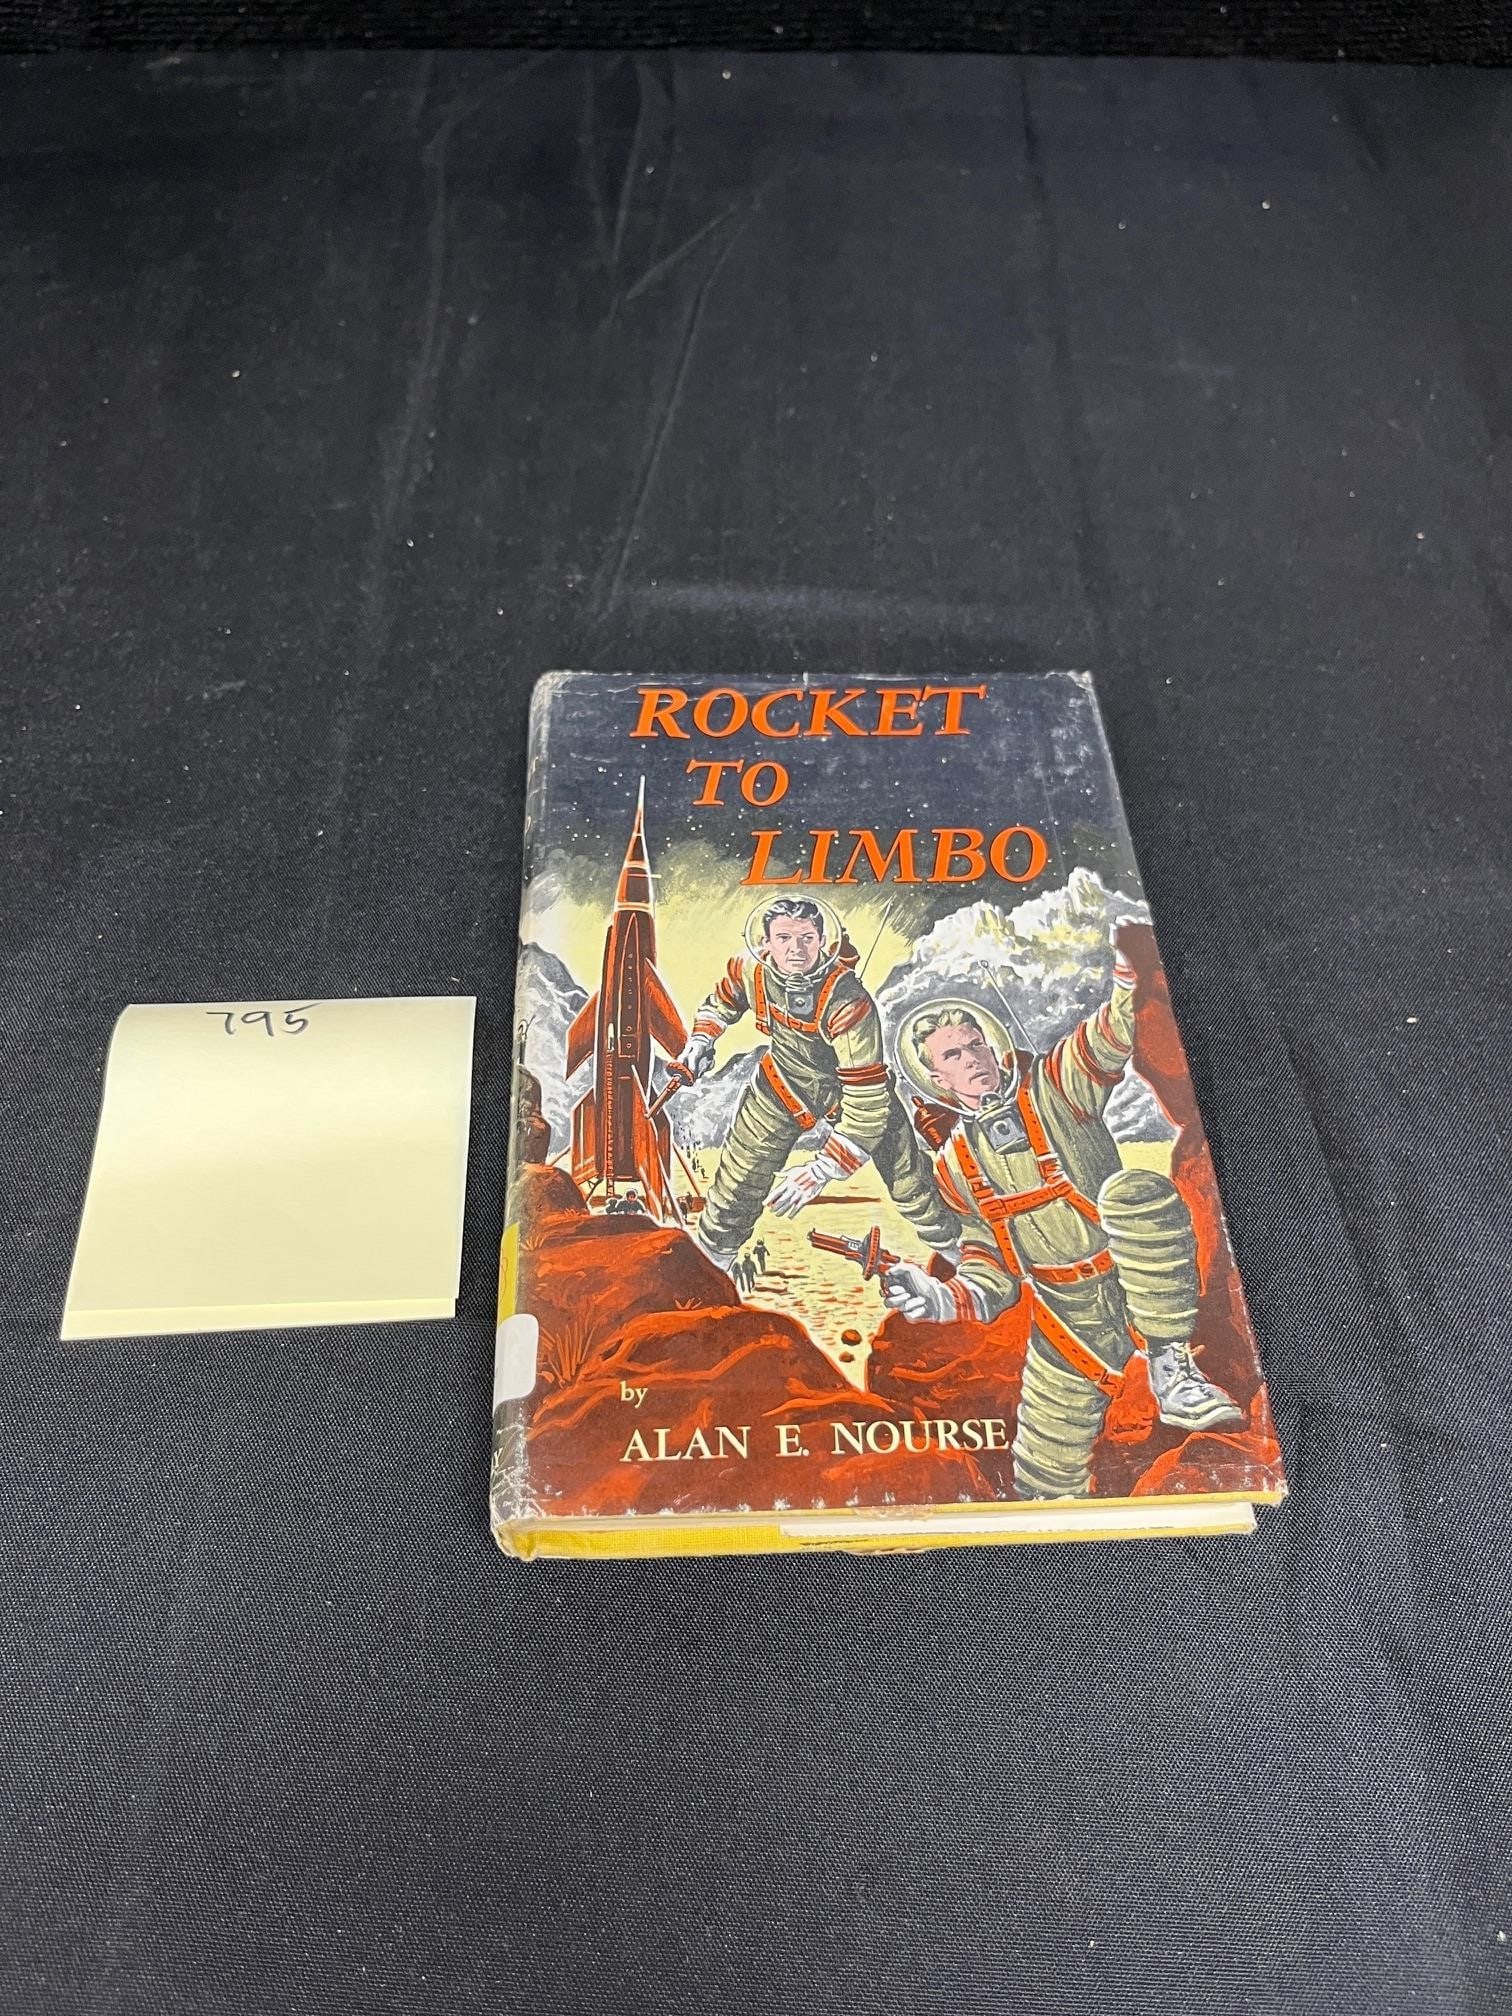 795
ROCKET
TO
LIMBO
by
ALAN E. NOURSE